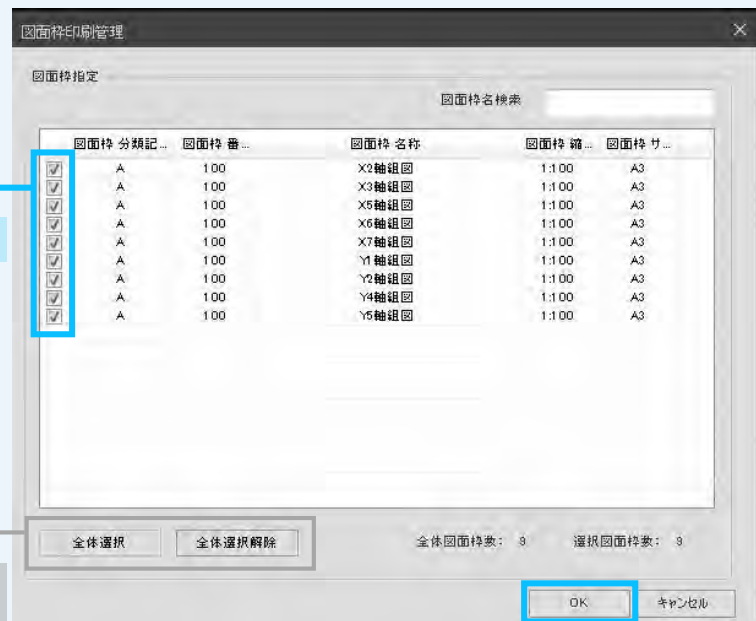 図面枠印刷管理
図面枠指定
図面枠名検索
図面枠 分類記... 図面枠 番... 図面枠 名称 図面枠 縮... 図面枠 サ...
A 100 X2軸組図 1:100 A3
A 100 X3軸組図 1:100 A3
A 100 X5軸組図 1:100 A3
A 100 X6軸組図 1:100 A3
A 100 X7軸組図 1:100 A3
A 100 Y1軸組図 1:100 A3
A 100 Y2軸組図 1:100 A3
A 100 Y4軸組図 1:100 A3
A 100 Y5軸組図 1:100 A3
全体選択 全体選択解除 全体図面枠数: 9 選択図面枠数: 9
OK キャンセル